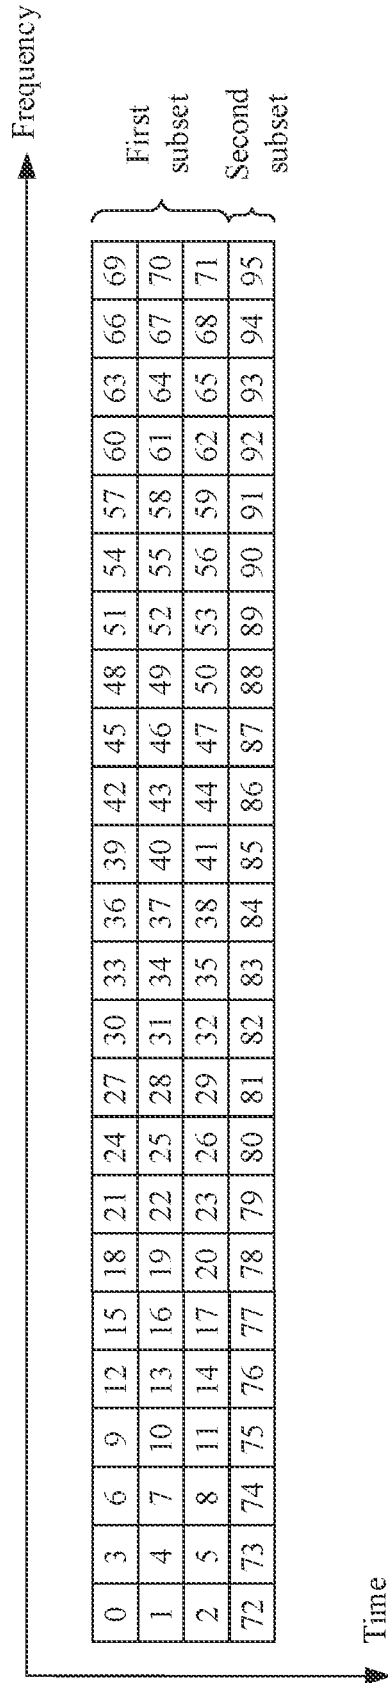 Frequency
0 3 6 9 12 15 18 21 24 27 30 33 36 39 42 45 48 51 54 57 60 63 66 69
1 4 7 10 13 16 19 22 25 28 31 34 37 40 43 46 49 52 55 58 61 64 67 70
2 5 8 11 14 17 20 23 26 29 32 35 38 41 44 47 50 53 56 59 62 65 68 71
72 73 74 75 76 77 78 79 80 81 82 83 84 85 86 87 88 89 90 91 92 93 94 95
First
subset
Second
subset
Time